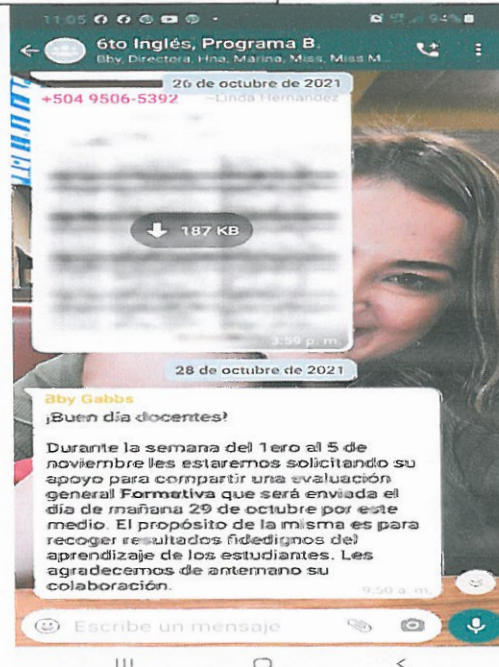 11:05 94%
6to Inglés, Programa B.
Bby, Directora, Hna, Marina, Miss, Miss M...
26 de octubre de 2021
+504 9506-5392 ~Linda Hernández
187 KB
3:59 p. m.
28 de octubre de 2021
Bby Gabbs
¡Buen día docentes!
Durante la semana del 1ero al 5 de
noviembre les estaremos solicitando su
apoyo para compartir una evaluación
general Formativa que será enviada el
día de mañana 29 de octubre por este
medio. El propósito de la misma es para
recoger resultados fidedignos del
aprendizaje de los estudiantes. Les
agradecemos de antemano su
colaboración.
9:50 a. m.
Escribe un mensaje